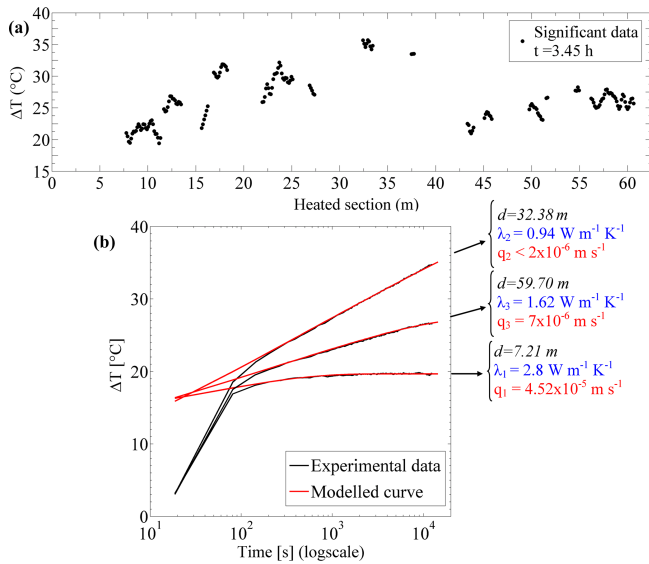 (a)
40
35
30
25
20
15
ΔT (°C)
Significant data
t =3.45 h
0 5 10 15 20 25 30 35 40 45 50 55 60
Heated section (m)
(b)
40
30
20
10
0
ΔT [°C]
Experimental data
Modelled curve
10¹ 10² 10³ 10⁴
Time [s] (logscale)
d=32.38 m
λ₂ = 0.94 W m⁻¹ K⁻¹
q₂ < 2x10⁻⁶ m s⁻¹
d=59.70 m
λ₃ = 1.62 W m⁻¹ K⁻¹
q₃ = 7x10⁻⁶ m s⁻¹
d=7.21 m
λ₁ = 2.8 W m⁻¹ K⁻¹
q₁ = 4.52x10⁻⁵ m s⁻¹